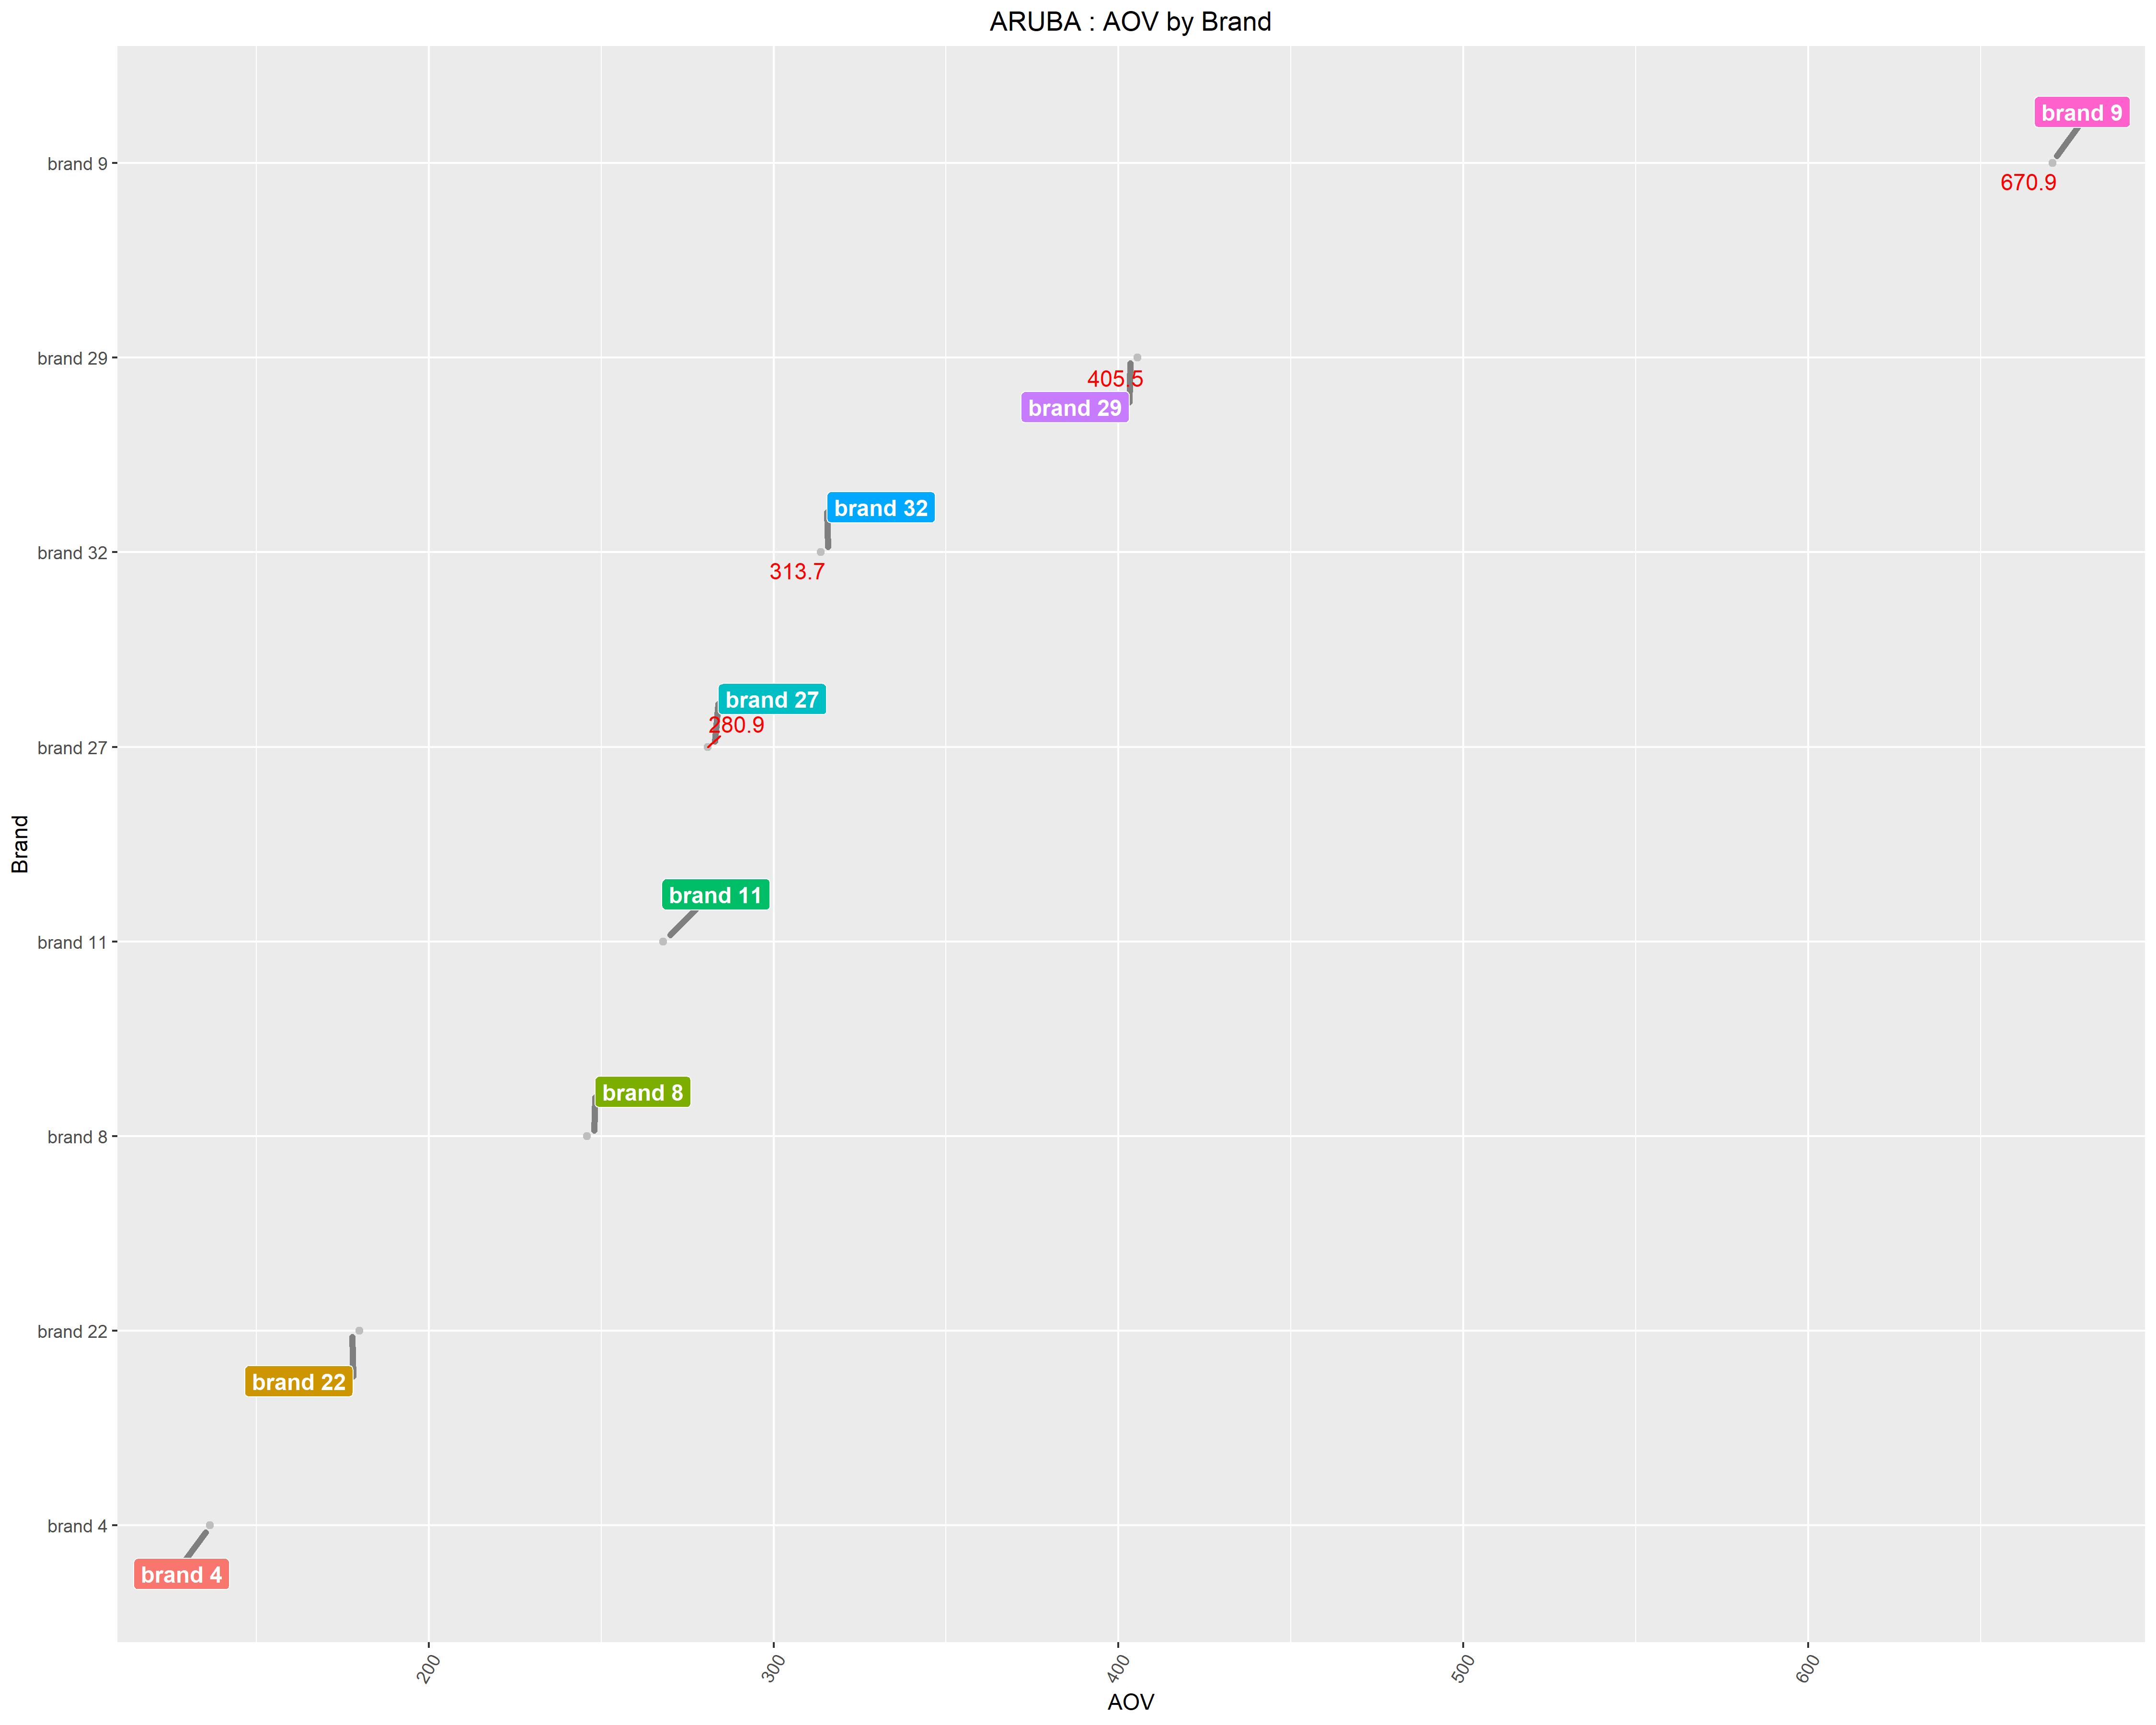 ARUBA : AOV by Brand
brand 9
brand 9
670.9
brand 29
405.5
brand 29
brand 32
brand 32
313.7
brand 27
280.9
brand 27
brand 11
brand 11
brand 8
brand 8
brand 22
brand 22
brand 4
brand 4
Brand
200
300
400
500
600
AOV